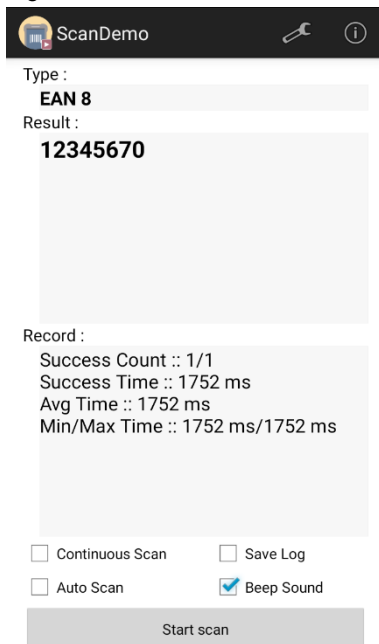 ScanDemo
Type :
EAN 8
Result :
12345670
Record :
Success Count :: 1/1
Success Time :: 1752 ms
Avg Time :: 1752 ms
Min/Max Time :: 1752 ms/1752 ms
Continuous Scan
Save Log
Auto Scan
Beep Sound
Start scan